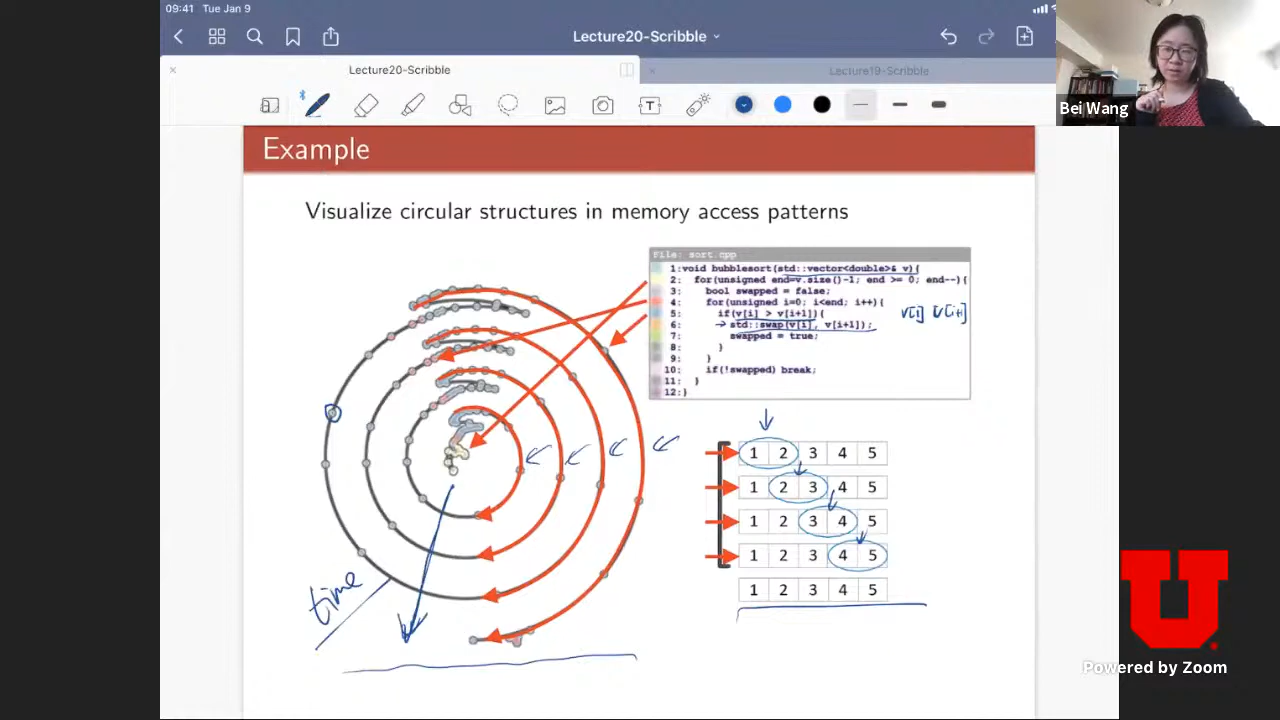 09:41 Tue Jan 9
Lecture20-Scribble
Lecture20-Scribble
Lecture19-Scribble
T
Bei Wang
Example
Visualize circular structures in memory access patterns
File: sort.cpp
1:void bubblesort(std::vector<double>& v){
2: for(unsigned end=v.size()-1; end >= 0; end--){
3: bool swapped = false;
4: for(unsigned i=0; i<end; i++){
5: if(v[i] > v[i+1]){
6: std::swap(v[i], v[i+1]);
7: swapped = true;
8: }
9: }
10: if(!swapped) break;
11: }
12:}
v[i] v[i+1]
1 2 3 4 5
1 2 3 4 5
1 2 3 4 5
1 2 3 4 5
1 2 3 4 5
time
U
Powered by Zoom